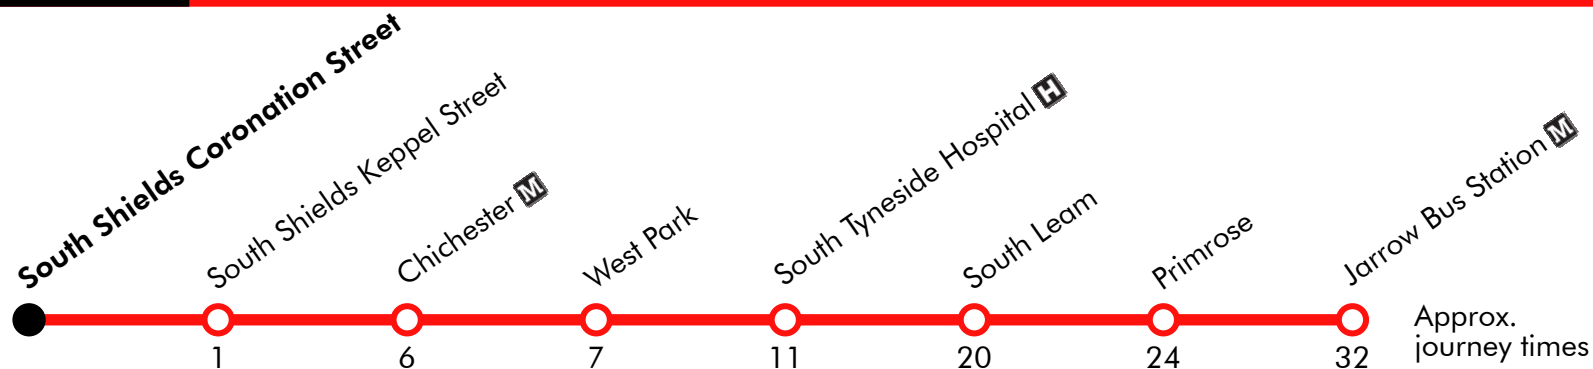 South Shields Coronation Street
South Shields Keppel Street
Chichester M
West Park
South Tyneside Hospital H
South Leam
Primrose
Jarrow Bus Station M
1
6
7
11
20
24
32
Approx.
journey times